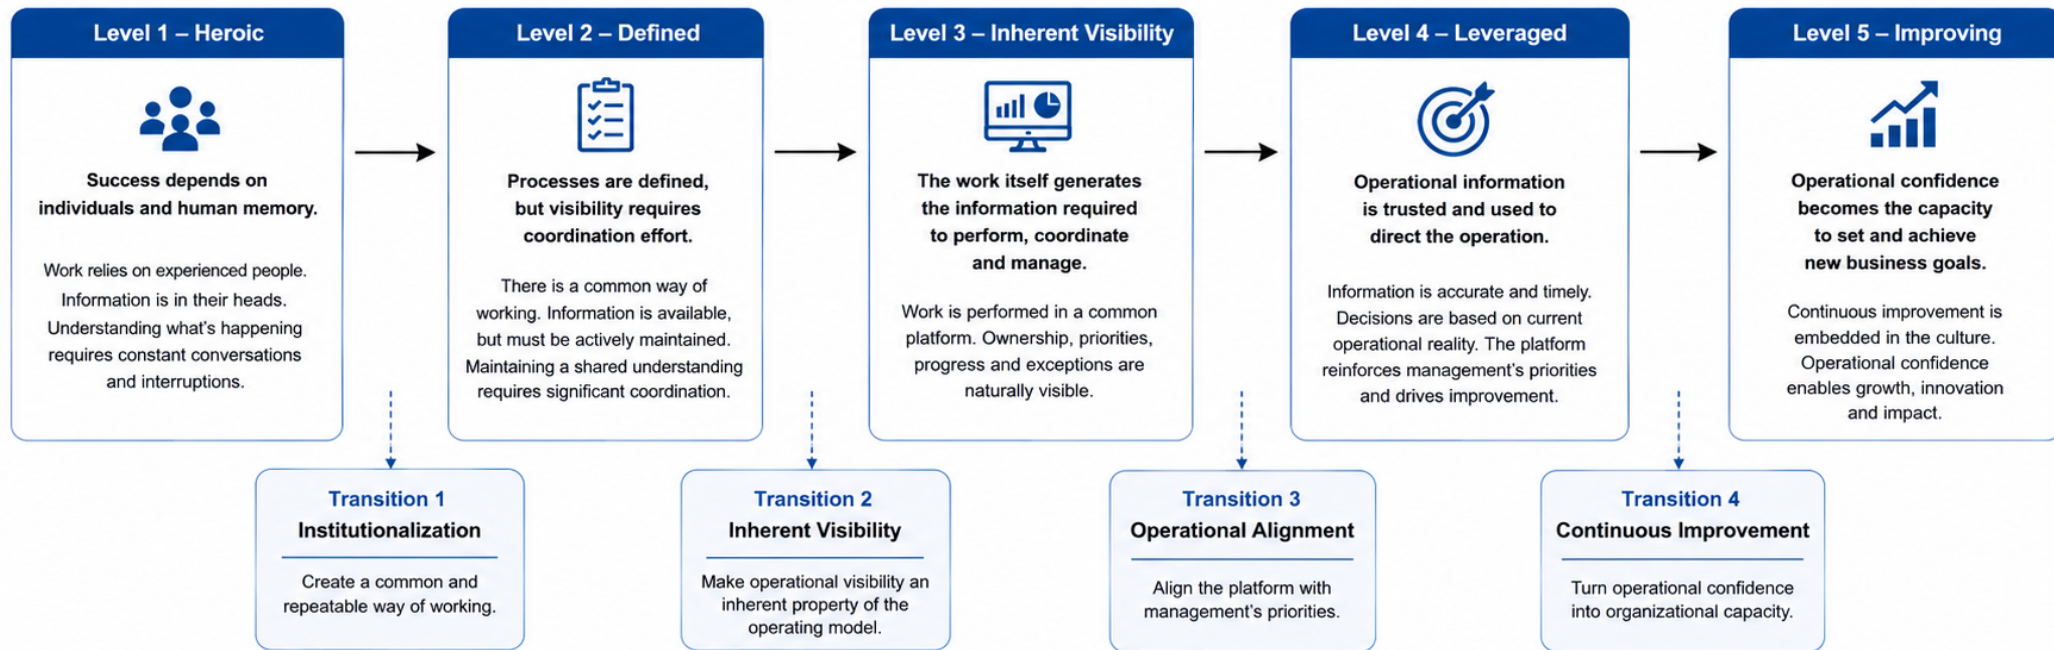 Level 1 – Heroic
Success depends on
individuals and human memory.
Work relies on experienced people.
Information is in their heads.
Understanding what's happening
requires constant conversations
and interruptions.
Level 2 – Defined
Processes are defined,
but visibility requires
coordination effort.
There is a common way of
working. Information is available,
but must be actively maintained.
Maintaining a shared understanding
requires significant coordination.
Level 3 – Inherent Visibility
The work itself generates
the information required
to perform, coordinate
and manage.
Work is performed in a common
platform. Ownership, priorities,
progress and exceptions are
naturally visible.
Level 4 – Leveraged
Operational information
is trusted and used to
direct the operation.
Information is accurate and timely.
Decisions are based on current
operational reality. The platform
reinforces management's priorities
and drives improvement.
Level 5 – Improving
Operational confidence
becomes the capacity
to set and achieve
new business goals.
Continuous improvement is
embedded in the culture.
Operational confidence
enables growth, innovation
and impact.
Transition 1
Institutionalization
Create a common and
repeatable way of working.
Transition 2
Inherent Visibility
Make operational visibility an
inherent property of the
operating model.
Transition 3
Operational Alignment
Align the platform with
management's priorities.
Transition 4
Continuous Improvement
Turn operational confidence
into organizational capacity.